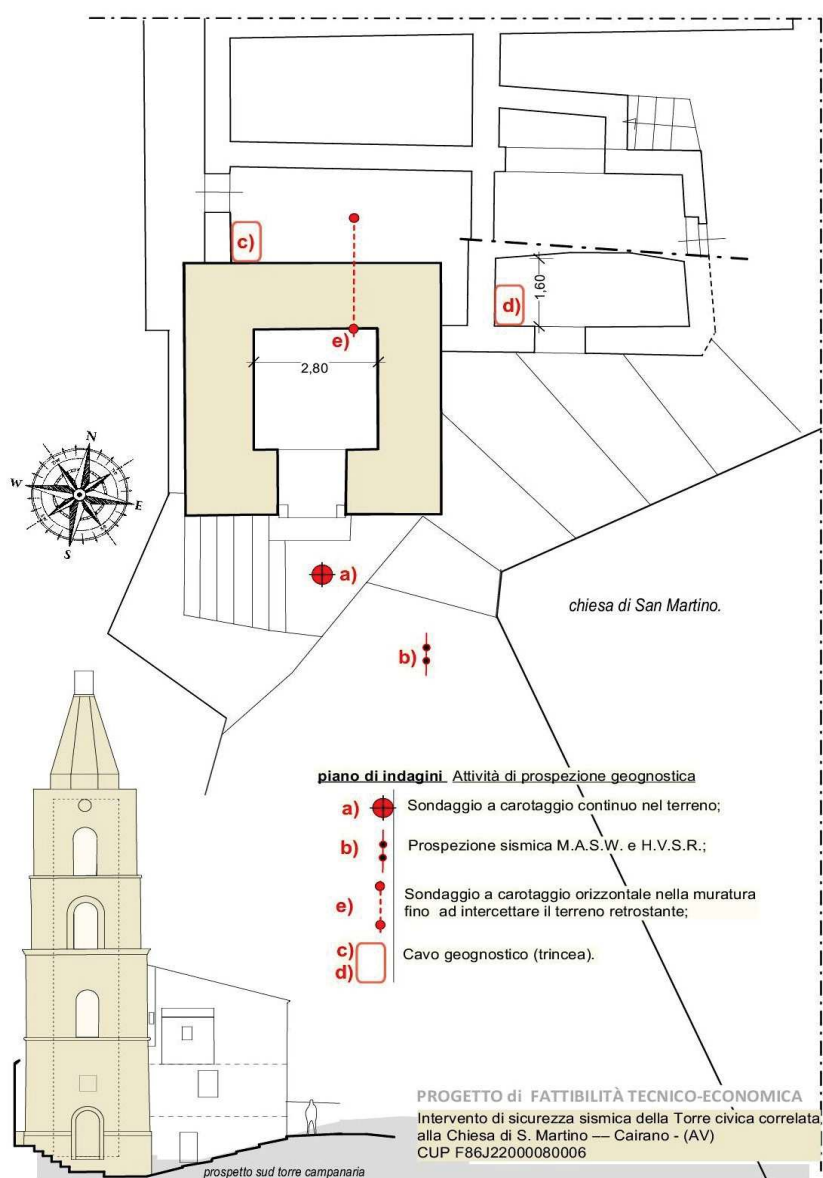 c)
d)
1,60
e)
2,80
N
W
E
S
a)
chiesa di San Martino.
b)
piano di indagini Attività di prospezione geognostica
a) Sondaggio a carotaggio continuo nel terreno;
b) Prospezione sismica M.A.S.W. e H.V.S.R.;
e) Sondaggio a carotaggio orizzontale nella muratura
fino ad intercettare il terreno retrostante;
c)
d) Cavo geognostico (trincea).
PROGETTO di FATTIBILITÀ TECNICO-ECONOMICA
Intervento di sicurezza sismica della Torre civica correlata
alla Chiesa di S. Martino — Cairano - (AV)
CUP F86J22000080006
prospetto sud torre campanaria